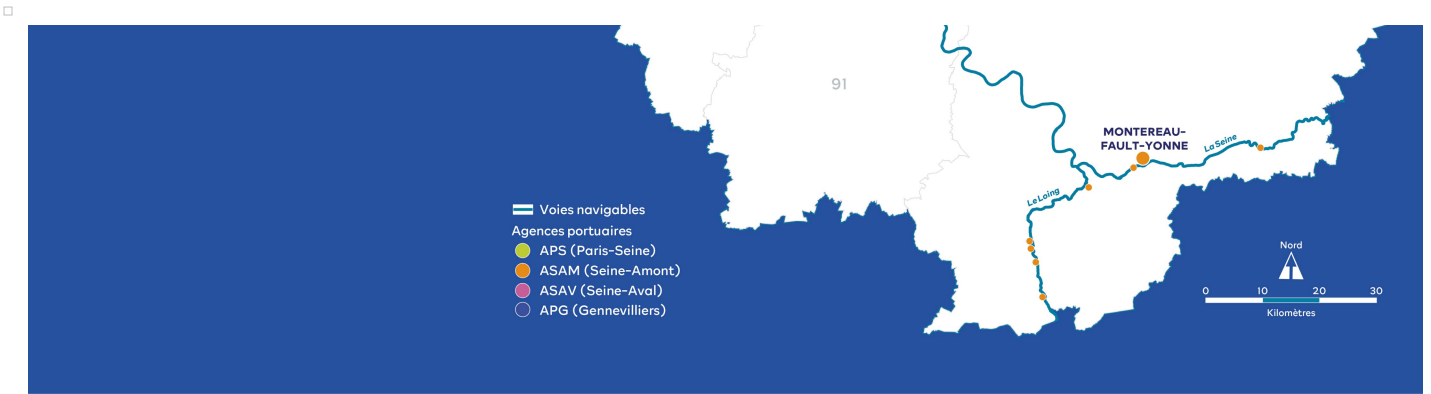 91
MONTEREAU-
FAULT-YONNE
La Seine
Le Loing
Voies navigables
Agences portuaires
APS (Paris-Seine)
ASAM (Seine-Amont)
ASAV (Seine-Aval)
APG (Gennevilliers)
Nord
0 10 20 30
Kilomètres